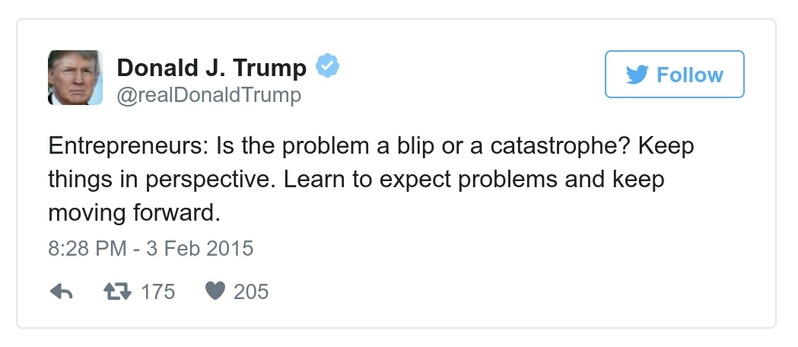 Donald J. Trump
@realDonaldTrump
Follow
Entrepreneurs: Is the problem a blip or a catastrophe? Keep
things in perspective. Learn to expect problems and keep
moving forward.
8:28 PM - 3 Feb 2015
175 205